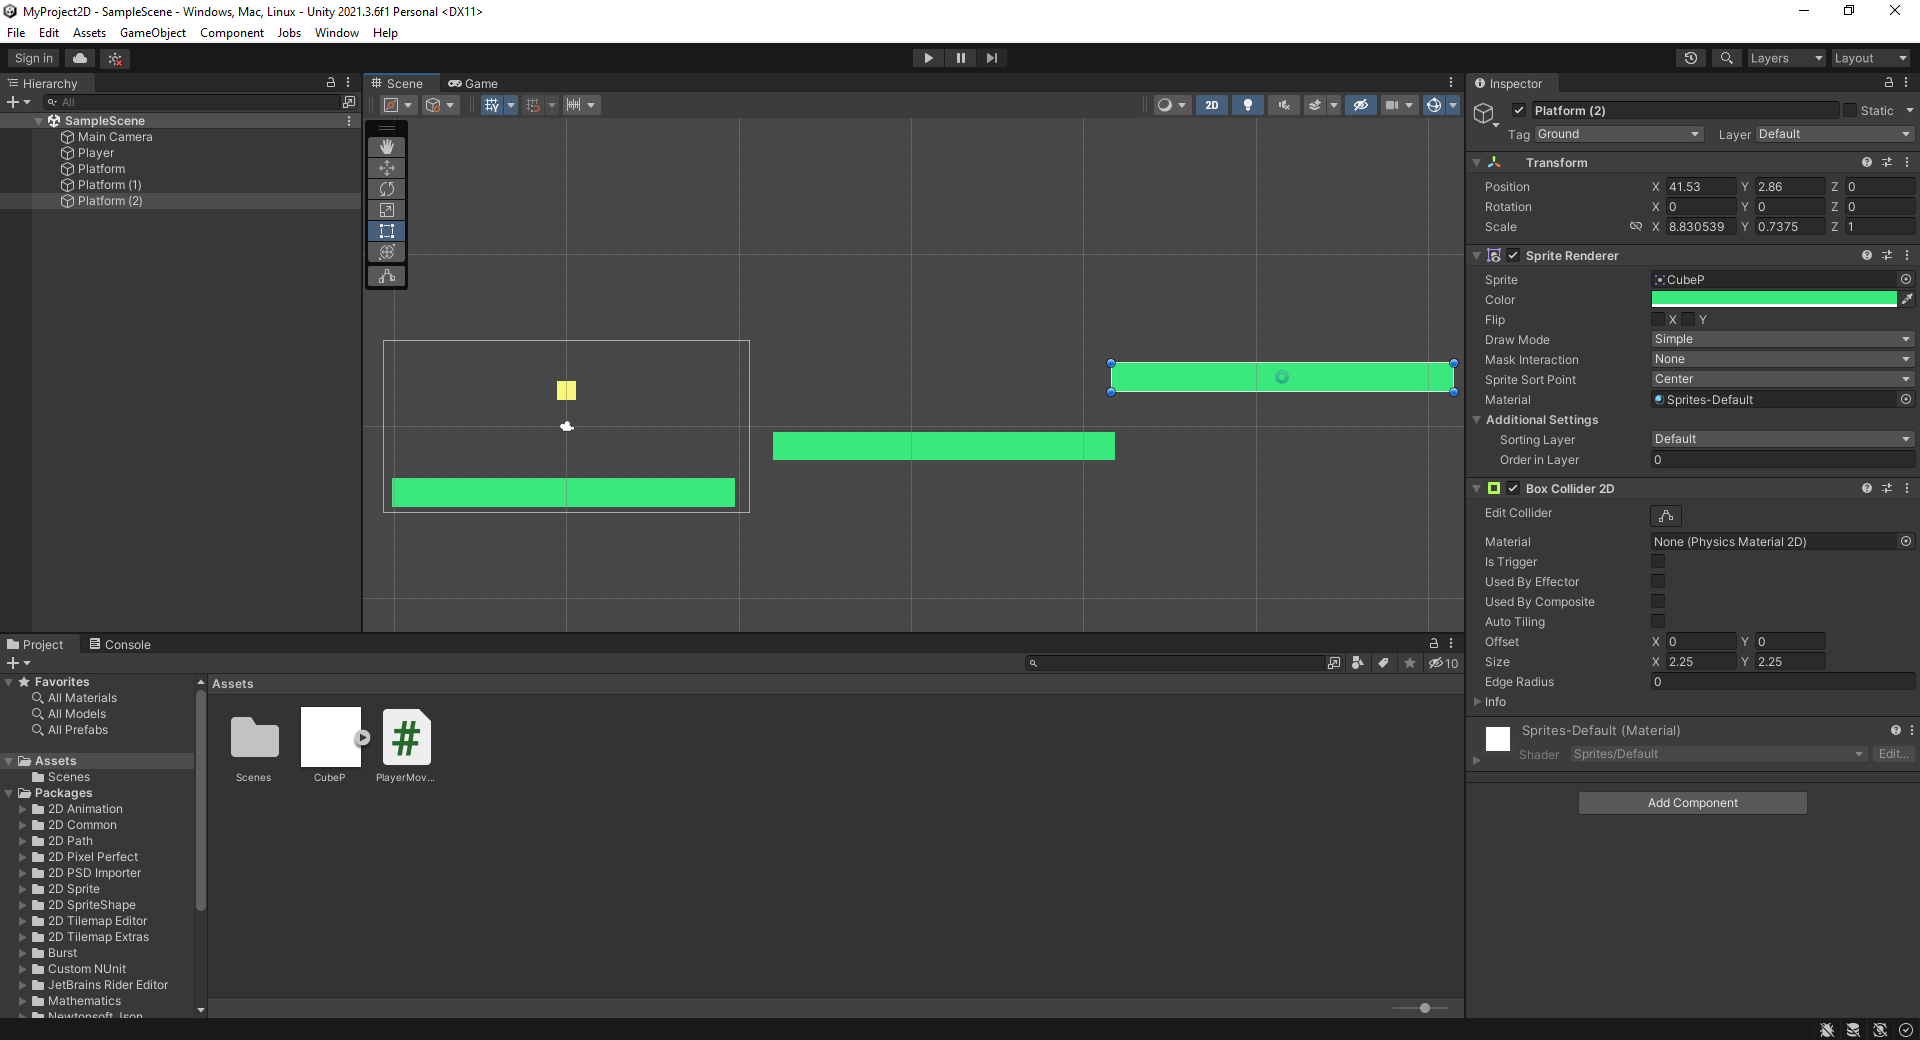 MyProject2D - SampleScene - Windows, Mac, Linux - Unity 2021.3.6f1 Personal <DX11>
File Edit Assets GameObject Component Jobs Window Help
Sign in
Layers
Layout
Hierarchy
All
SampleScene
Main Camera
Player
Platform
Platform (1)
Platform (2)
Scene
Game
2D
Inspector
Platform (2)
Static
Tag Ground
Layer Default
Transform
Position X 41.53 Y 2.86 Z 0
Rotation X 0 Y 0 Z 0
Scale X 8.830539 Y 0.7375 Z 1
Sprite Renderer
Sprite CubeP
Color
Flip X Y
Draw Mode Simple
Mask Interaction None
Sprite Sort Point Center
Material Sprites-Default
Additional Settings
Sorting Layer Default
Order in Layer 0
Box Collider 2D
Edit Collider
Material None (Physics Material 2D)
Is Trigger
Used By Effector
Used By Composite
Auto Tiling
Offset X 0 Y 0
Size X 2.25 Y 2.25
Edge Radius 0
Info
Sprites-Default (Material)
Shader Sprites/Default
Edit...
Add Component
Project
Console
10
Favorites
All Materials
All Models
All Prefabs
Assets
Scenes
Packages
2D Animation
2D Common
2D Path
2D Pixel Perfect
2D PSD Importer
2D Sprite
2D SpriteShape
2D Tilemap Editor
2D Tilemap Extras
Burst
Custom NUnit
JetBrains Rider Editor
Mathematics
Newtonsoft Json
Assets
Scenes
CubeP
PlayerMov...